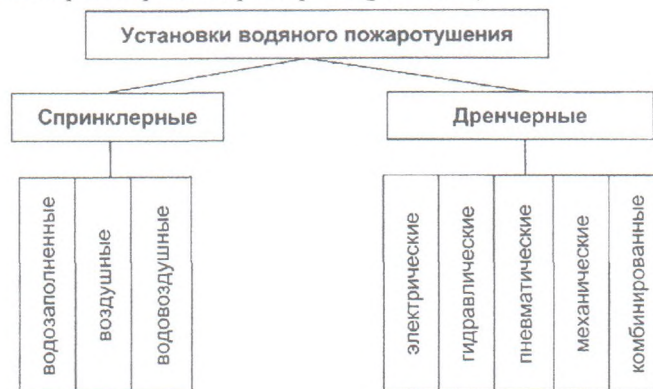 Установки водяного пожаротушения
Спринклерные
Дренчерные
водозаполненные
воздушные
водовоздушные
электрические
гидравлические
пневматические
механические
комбинированные